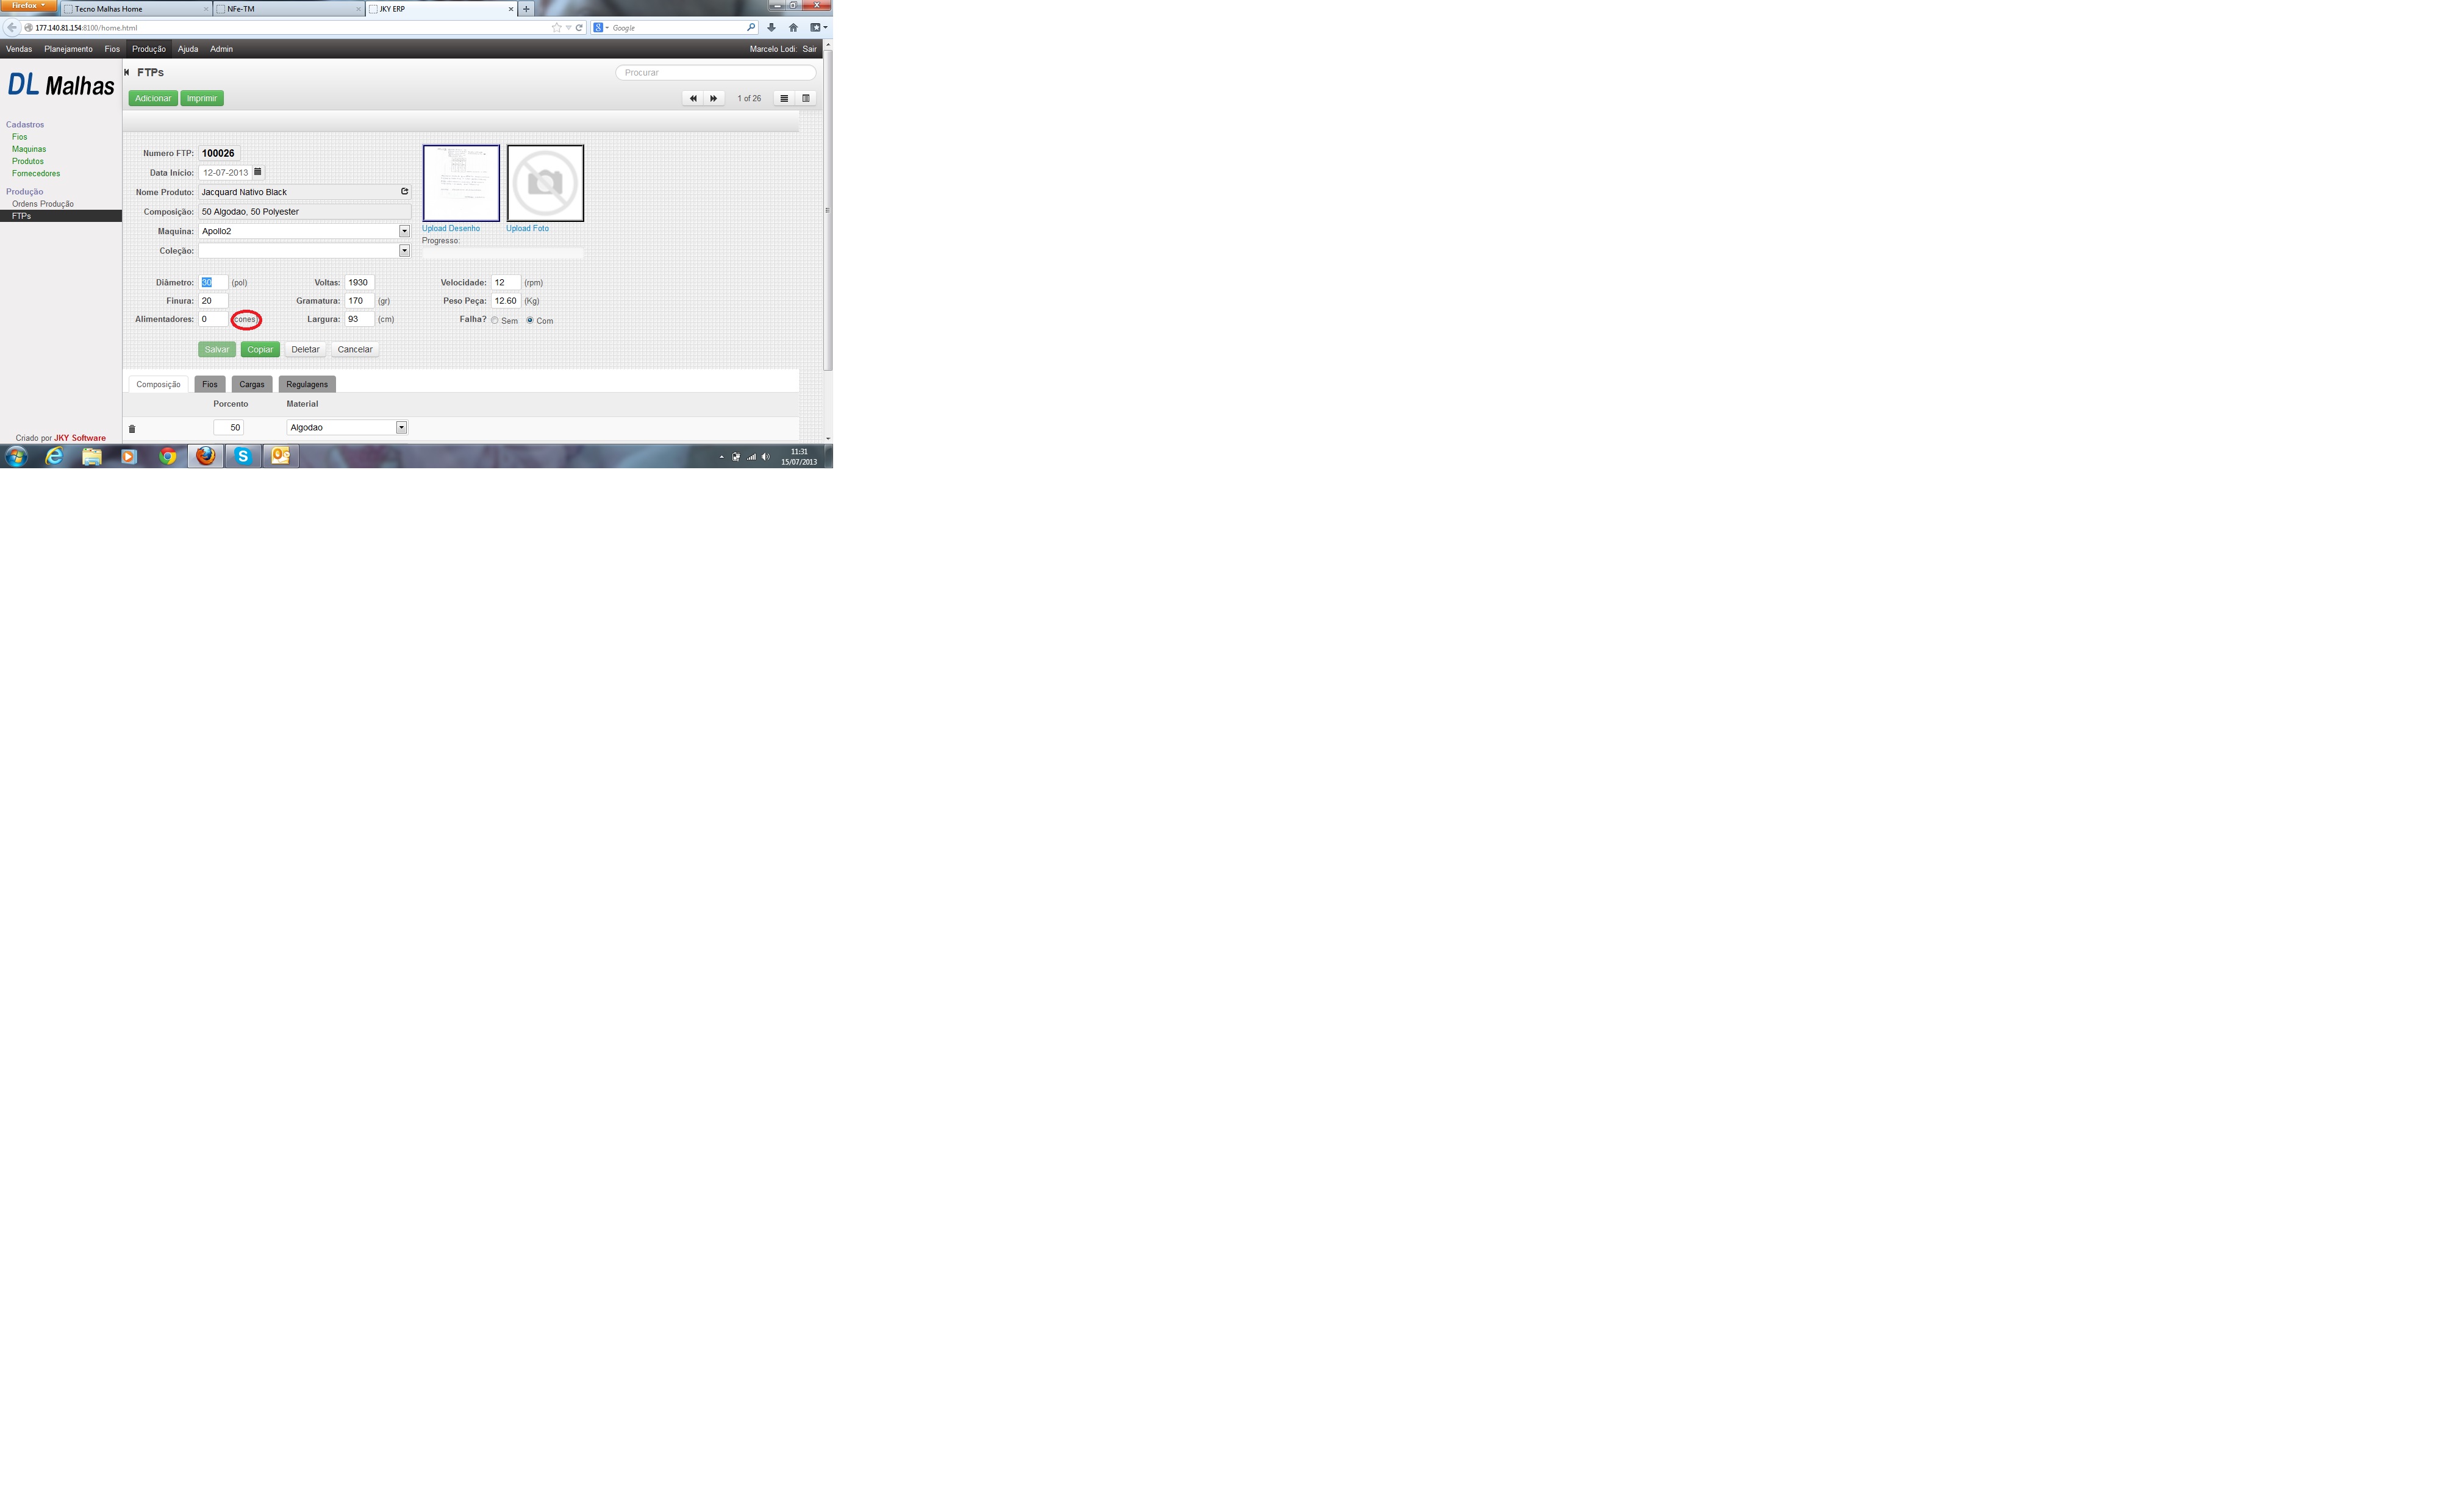 Firefox
Tecno Malhas Home
NFe-TM
JKY ERP
177.140.81.154:8100/home.html
Google
Vendas Planejamento Fios Produção Ajuda Admin
Marcelo Lodi: Sair
DL Malhas
Cadastros
Fios
Maquinas
Produtos
Fornecedores
Produção
Ordens Produção
FTPs
Criado por JKY Software
FTPs
Procurar
Adicionar Imprimir
1 of 26
Numero FTP: 100026
Data Inicio: 12-07-2013
Nome Produto: Jacquard Nativo Black
Composição: 50 Algodao, 50 Polyester
Maquina: Apollo2
Coleção:
Upload Desenho
Upload Foto
Progresso:
Diâmetro: 30 (pol) Voltas: 1930 Velocidade: 12 (rpm)
Finura: 20 Gramatura: 170 (gr) Peso Peça: 12.60 (Kg)
Alimentadores: 0 (cones) Largura: 93 (cm) Falha? Sem Com
Salvar Copiar Deletar Cancelar
Composição Fios Cargas Regulagens
Porcento Material
50 Algodao
11:31
15/07/2013